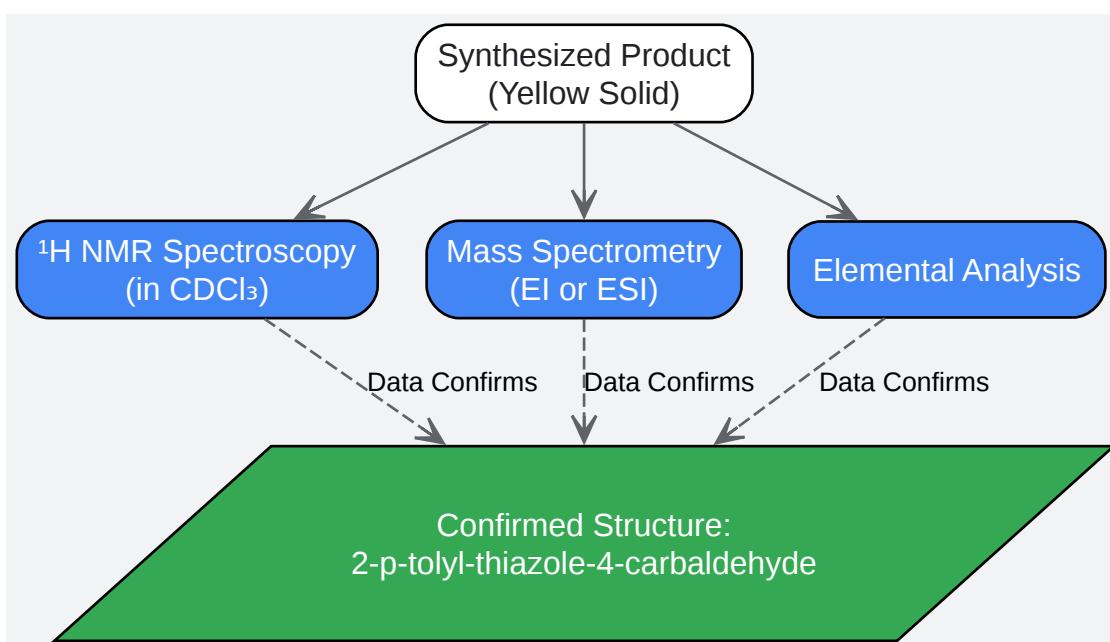 Synthesized Product
(Yellow Solid)
¹H NMR Spectroscopy
(in CDCl₃)
Mass Spectrometry
(EI or ESI)
Elemental Analysis
Data Confirms
Data Confirms
Data Confirms
Confirmed Structure:
2-p-tolyl-thiazole-4-carbaldehyde